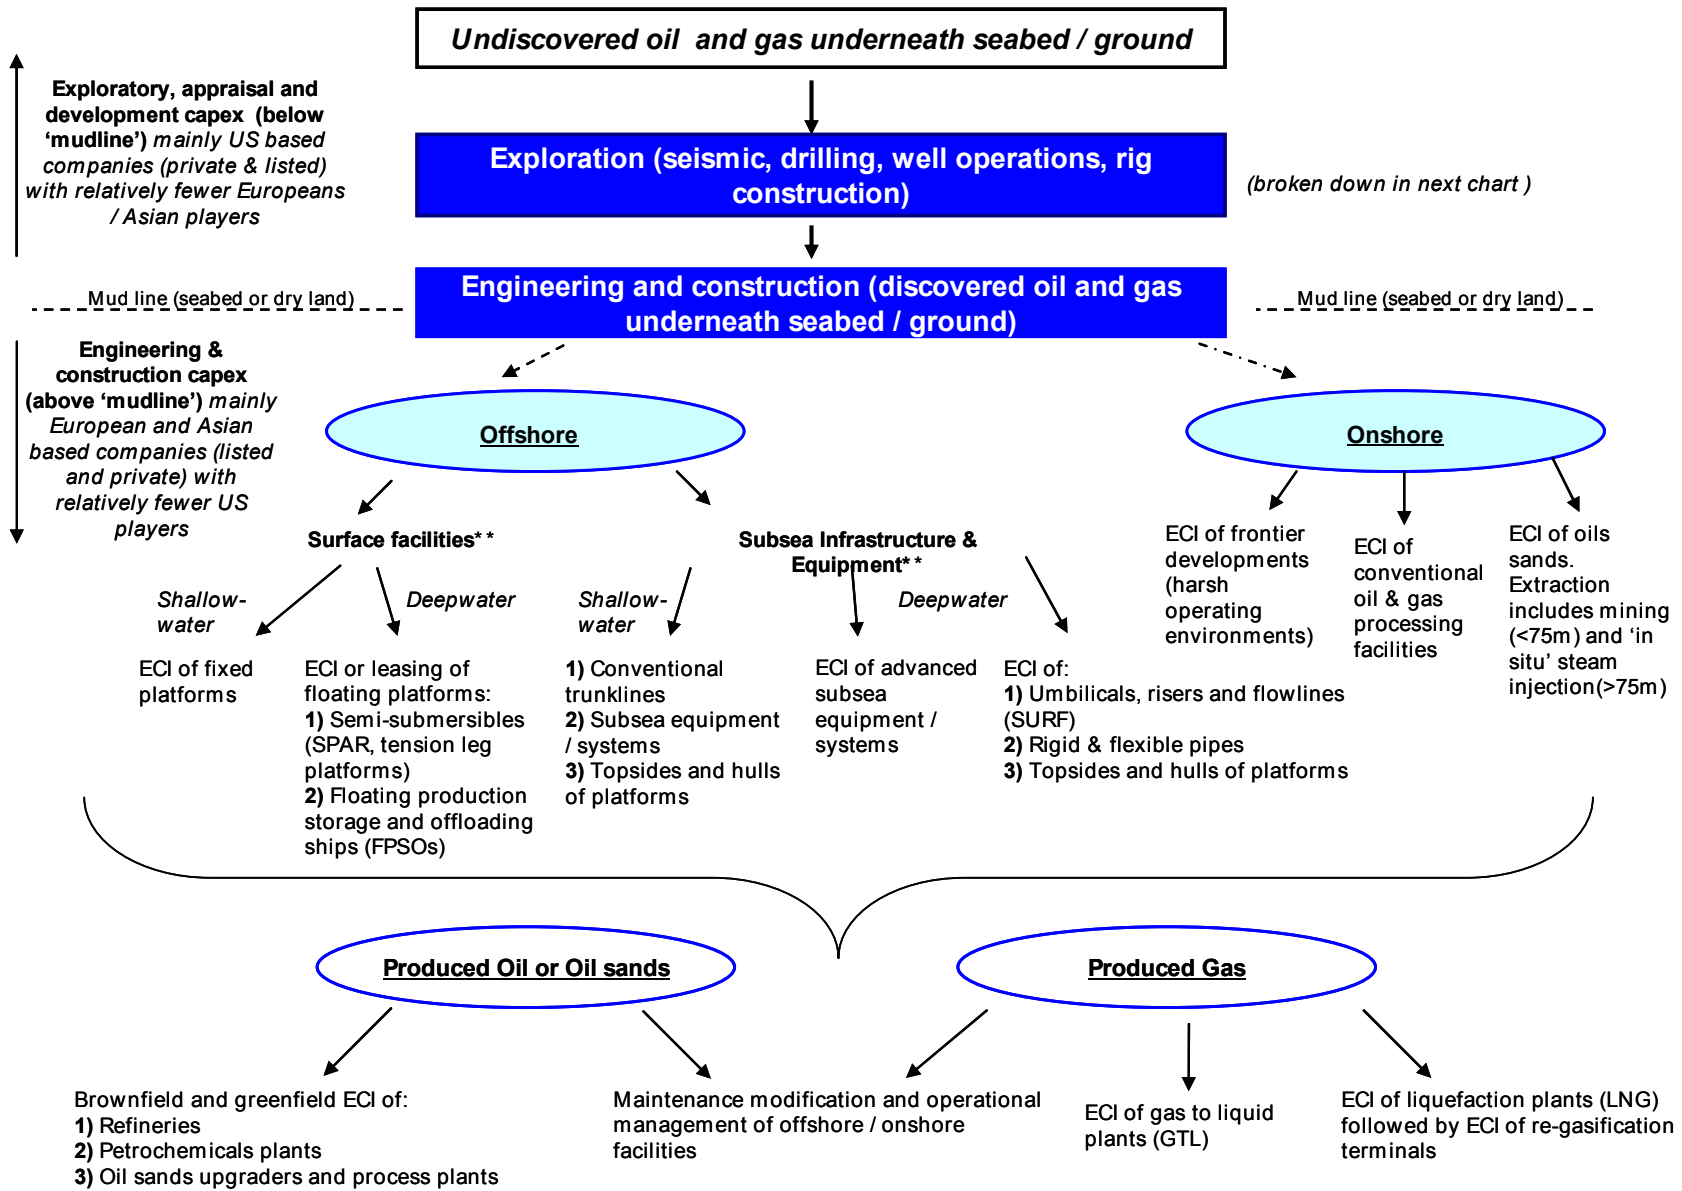 Undiscovered oil and gas underneath seabed / ground
Exploratory, appraisal and
development capex (below
‘mudline’) mainly US based
companies (private & listed)
with relatively fewer Europeans
/ Asian players
Exploration (seismic, drilling, well operations, rig
construction)
(broken down in next chart )
Engineering and construction (discovered oil and gas
underneath seabed / ground)
Mud line (seabed or dry land)
Mud line (seabed or dry land)
Engineering &
construction capex
(above ‘mudline’) mainly
European and Asian
based companies (listed
and private) with
relatively fewer US
players
Offshore
Onshore
Surface facilities**
Subsea Infrastructure &
Equipment**
Shallow-
water
Deepwater
Shallow-
water
Deepwater
ECI of fixed
platforms
ECI or leasing of
floating platforms:
1) Semi-submersibles
(SPAR, tension leg
platforms)
2) Floating production
storage and offloading
ships (FPSOs)
1) Conventional
trunklines
2) Subsea equipment
/ systems
3) Topsides and hulls
of platforms
ECI of advanced
subsea
equipment /
systems
ECI of:
1) Umbilicals, risers and flowlines
(SURF)
2) Rigid & flexible pipes
3) Topsides and hulls of platforms
ECI of frontier
developments
(harsh
operating
environments)
ECI of
conventional
oil & gas
processing
facilities
ECI of oils
sands.
Extraction
includes mining
(<75m) and ‘in
situ’ steam
injection(>75m)
Produced Oil or Oil sands
Produced Gas
Brownfield and greenfield ECI of:
1) Refineries
2) Petrochemicals plants
3) Oil sands upgraders and process plants
Maintenance modification and operational
management of offshore / onshore
facilities
ECI of gas to liquid
plants (GTL)
ECI of liquefaction plants (LNG)
followed by ECI of re-gasification
terminals